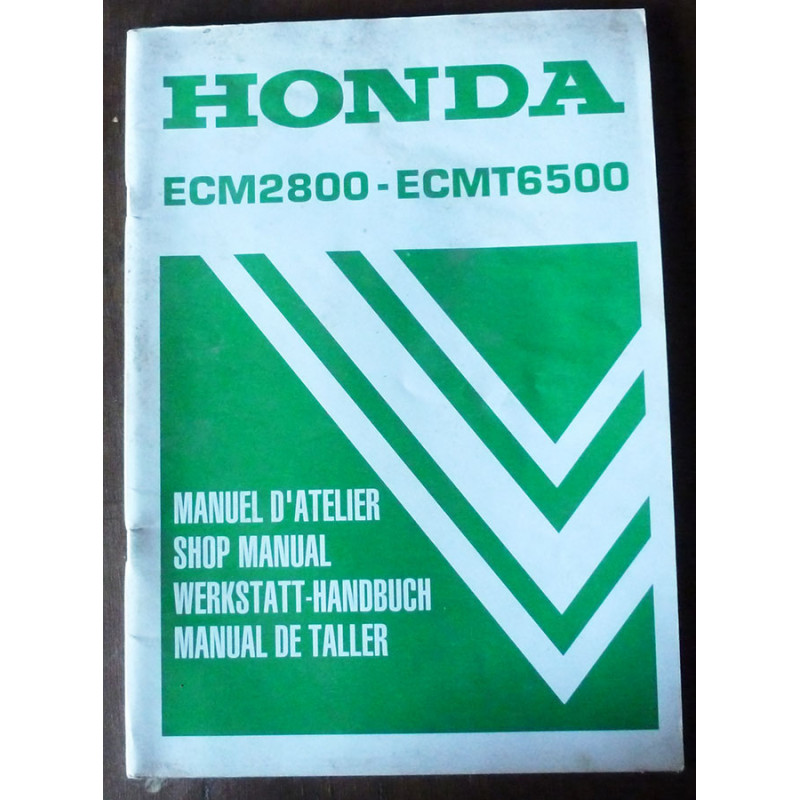 HONDA
ECM2800 - ECMT6500
MANUEL D'ATELIER
SHOP MANUAL
WERKSTATT-HANDBUCH
MANUAL DE TALLER